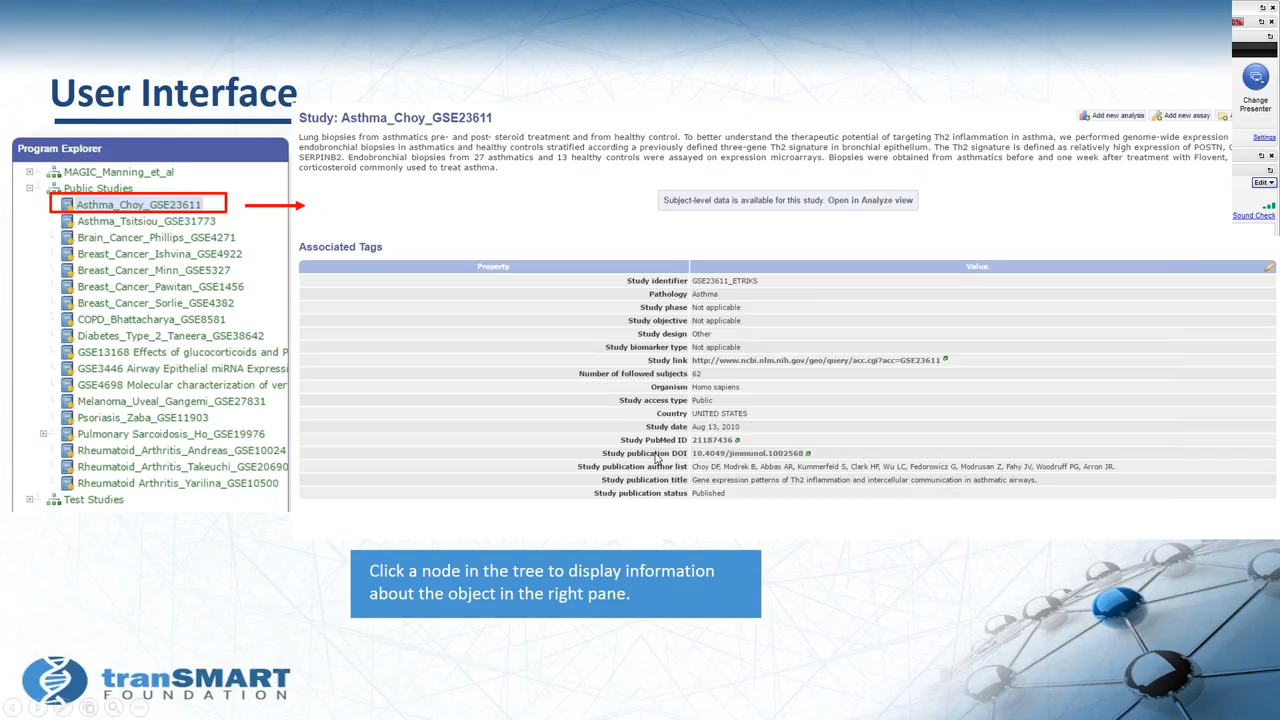 User Interface
Program Explorer
MAGIC_Manning_et_al
Public Studies
Asthma_Choy_GSE23611
Asthma_Tsitsiou_GSE31773
Brain_Cancer_Phillips_GSE4271
Breast_Cancer_Ishvina_GSE4922
Breast_Cancer_Minn_GSE5327
Breast_Cancer_Pawitan_GSE1456
Breast_Cancer_Sorlie_GSE4382
COPD_Bhattacharya_GSE8581
Diabetes_Type_2_Taneera_GSE38642
GSE13168 Effects of glucocorticoids and P
GSE3446 Airway Epithelial miRNA Expressi
GSE4698 Molecular characterization of ver
Melanoma_Uveal_Gangemi_GSE27831
Psoriasis_Zaba_GSE11903
Pulmonary Sarcoidosis_Ho_GSE19976
Rheumatoid_Arthritis_Andreas_GSE10024
Rheumatoid_Arthritis_Takeuchi_GSE20690
Rheumatoid Arthritis_Yarilina_GSE10500
Test Studies
Study: Asthma_Choy_GSE23611
Add new analysis
Add new assay
Lung biopsies from asthmatics pre- and post- steroid treatment and from healthy control. To better understand the therapeutic potential of targeting Th2 inflammation in asthma, we performed genome-wide expression
endobronchial biopsies in asthmatics and healthy controls stratified according a previously defined three-gene Th2 signature in bronchial epithelium. The Th2 signature is defined as relatively high expression of POSTN, C
SERPINB2. Endobronchial biopsies from 27 asthmatics and 13 healthy controls were assayed on expression microarrays. Biopsies were obtained from asthmatics before and one week after treatment with Flovent,
corticosteroid commonly used to treat asthma.
Subject-level data is available for this study. Open in Analyze view
Associated Tags
Property Value
Study identifier GSE23611_ETRIKS
Pathology Asthma
Study phase Not applicable
Study objective Not applicable
Study design Other
Study biomarker type Not applicable
Study link http://www.ncbi.nlm.nih.gov/geo/query/acc.cgi?acc=GSE23611
Number of followed subjects 62
Organism Homo sapiens
Study access type Public
Country UNITED STATES
Study date Aug 13, 2010
Study PubMed ID 21187436
Study publication DOI 10.4049/jimmunol.1002568
Study publication author list Choy DF, Modrek B, Abbas AR, Kummerfeld S, Clark HF, Wu LC, Fedorowicz G, Modrusan Z, Fahy JV, Woodruff PG, Arron JR.
Study publication title Gene expression patterns of Th2 inflammation and intercellular communication in asthmatic airways.
Study publication status Published
Click a node in the tree to display information
about the object in the right pane.
tranSMART
FOUNDATION
Change
Presenter
Settings
Edit
Sound Check